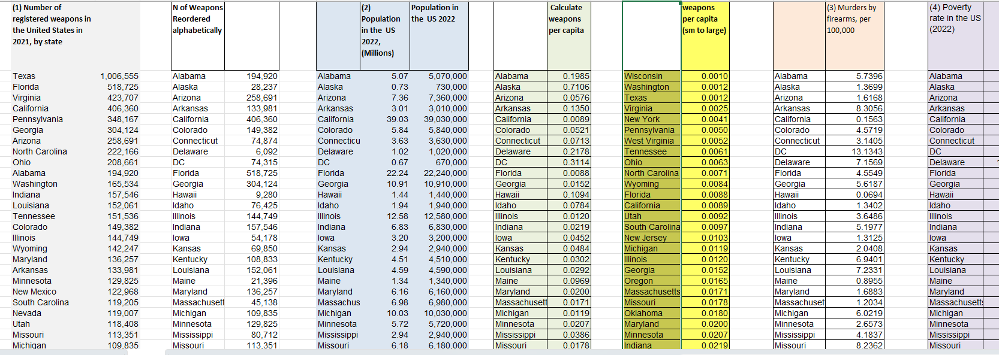 (1) Number of registered weapons in the United States in 2021, by state N of Weapons Reordered alphabetically (2) Population in the US 2022, (Millions) Population in the US 2022 Calculate weapons per capita weapons per capita (sm to large) (3) Murders by firearms, per 100,000 (4) Poverty rate in the US (2022)
Texas 1,006,555 Alabama 194,920 Alabama 5.07 5,070,000 Alabama 0.1985 Wisconsin 0.0010 Alabama 5.7396 Alabama
Florida 518,725 Alaska 28,237 Alaska 0.73 730,000 Alaska 0.7106 Washington 0.0012 Alaska 1.3699 Alaska
Virginia 423,707 Arizona 258,691 Arizona 7.36 7,360,000 Arizona 0.0576 Texas 0.0012 Arizona 1.6168 Arizona
California 406,360 Arkansas 133,981 Arkansas 3.01 3,010,000 Arkansas 0.1350 Virginia 0.0025 Arkansas 8.3056 Arkansas
Pennsylvania 348,167 California 406,360 California 39.03 39,030,000 California 0.0089 New York 0.0041 California 0.1563 California
Georgia 304,124 Colorado 149,382 Colorado 5.84 5,840,000 Colorado 0.0521 Pennsylvania 0.0050 Colorado 4.5719 Colorado
Arizona 258,691 Connecticut 74,874 Connecticu 3.63 3,630,000 Connecticut 0.0713 West Virginia 0.0052 Connecticut 3.1405 Connecticut
North Carolina 222,166 Delaware 6,092 Delaware 1.02 1,020,000 Delaware 0.2178 Tennessee 0.0061 DC 13.1343 DC
Ohio 208,661 DC 74,315 DC 0.67 670,000 DC 0.3114 Ohio 0.0063 Delaware 7.1569 Delaware
Alabama 194,920 Florida 518,725 Florida 22.24 22,240,000 Florida 0.0088 North Carolina 0.0071 Florida 4.5549 Florida
Washington 165,534 Georgia 304,124 Georgia 10.91 10,910,000 Georgia 0.0152 Wyoming 0.0084 Georgia 5.6187 Georgia
Indiana 157,546 Hawaii 9,280 Hawaii 1.44 1,440,000 Hawaii 0.1094 Florida 0.0088 Hawaii 0.0694 Hawaii
Louisiana 152,061 Idaho 76,425 Idaho 1.94 1,940,000 Idaho 0.0784 California 0.0089 Idaho 1.3402 Idaho
Tennessee 151,536 Illinois 144,749 Illinois 12.58 12,580,000 Illinois 0.0120 Utah 0.0092 Illinois 3.6486 Illinois
Colorado 149,382 Indiana 157,546 Indiana 6.83 6,830,000 Indiana 0.0219 South Carolina 0.0097 Indiana 5.1977 Indiana
Illinois 144,749 Iowa 54,178 Iowa 3.20 3,200,000 Iowa 0.0452 New Jersey 0.0103 Iowa 1.3125 Iowa
Wyoming 142,247 Kansas 69,850 Kansas 2.94 2,940,000 Kansas 0.0484 Michigan 0.0119 Kansas 2.0408 Kansas
Maryland 136,257 Kentucky 108,833 Kentucky 4.51 4,510,000 Kentucky 0.0302 Illinois 0.0120 Kentucky 6.9401 Kentucky
Arkansas 133,981 Louisiana 152,061 Louisiana 4.59 4,590,000 Louisiana 0.0292 Georgia 0.0152 Louisiana 7.2331 Louisiana
Minnesota 129,825 Maine 21,396 Maine 1.34 1,340,000 Maine 0.0969 Oregon 0.0165 Maine 0.8955 Maine
New Mexico 122,968 Maryland 136,257 Maryland 6.16 6,160,000 Maryland 0.0200 Massachusetts 0.0171 Maryland 1.6883 Maryland
South Carolina 119,205 Massachusett 45,138 Massachus 6.98 6,980,000 Massachusett 0.0171 Missouri 0.0178 Massachuset 1.2034 Massachusetts
Nevada 119,007 Michigan 109,835 Michigan 10.03 10,030,000 Michigan 0.0119 Oklahoma 0.0180 Michigan 6.0219 Michigan
Utah 118,408 Minnesota 129,825 Minnesota 5.72 5,720,000 Minnesota 0.0207 Maryland 0.0200 Minnesota 2.6573 Minnesota
Missouri 113,351 Mississippi 80,712 Mississippi 2.94 2,940,000 Mississippi 0.0386 Minnesota 0.0207 Mississippi 4.1837 Mississippi
Michigan 109,835 Missouri 113,351 Missouri 6.18 6,180,000 Missouri 0.0178 Indiana 0.0219 Missouri 8.2362 Missouri